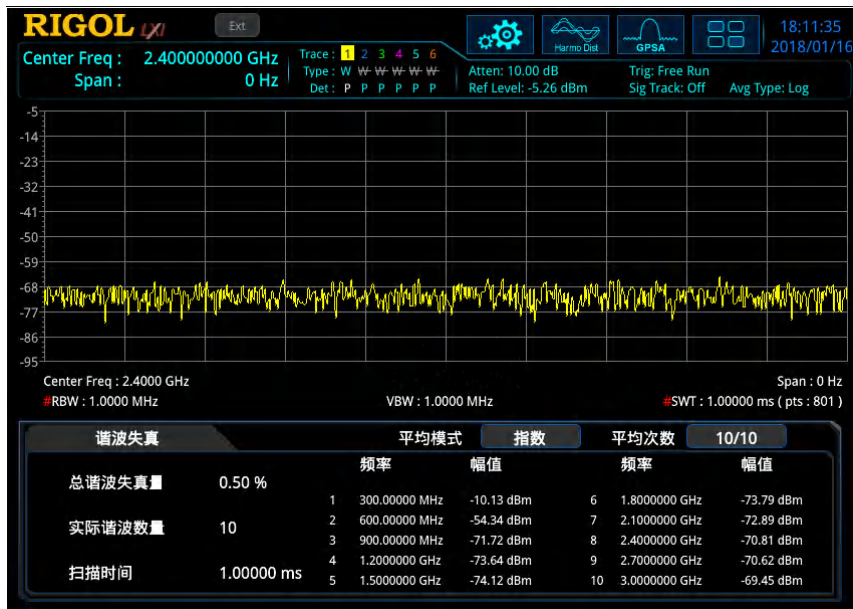 RIGOL LXI Ext 18:11:35
2018/01/16
Harmo Dist GPSA
Center Freq : 2.400000000 GHz
Span : 0 Hz
Trace : 1 2 3 4 5 6
Type : W W W W W W
Det : P P P P P P
Atten: 10.00 dB Trig: Free Run
Ref Level: -5.26 dBm Sig Track: Off Avg Type: Log
-5
-14
-23
-32
-41
-50
-59
-68
-77
-86
-95
Center Freq : 2.4000 GHz Span : 0 Hz
#RBW : 1.0000 MHz VBW : 1.0000 MHz #SWT : 1.00000 ms ( pts : 801 )
谐波失真 平均模式 指数 平均次数 10/10
频率 幅值 频率 幅值
总谐波失真量 0.50 %
实际谐波数量 10
扫描时间 1.00000 ms
1 300.00000 MHz -10.13 dBm 6 1.8000000 GHz -73.79 dBm
2 600.00000 MHz -54.34 dBm 7 2.1000000 GHz -72.89 dBm
3 900.00000 MHz -71.72 dBm 8 2.4000000 GHz -70.81 dBm
4 1.2000000 GHz -73.64 dBm 9 2.7000000 GHz -70.62 dBm
5 1.5000000 GHz -74.12 dBm 10 3.0000000 GHz -69.45 dBm